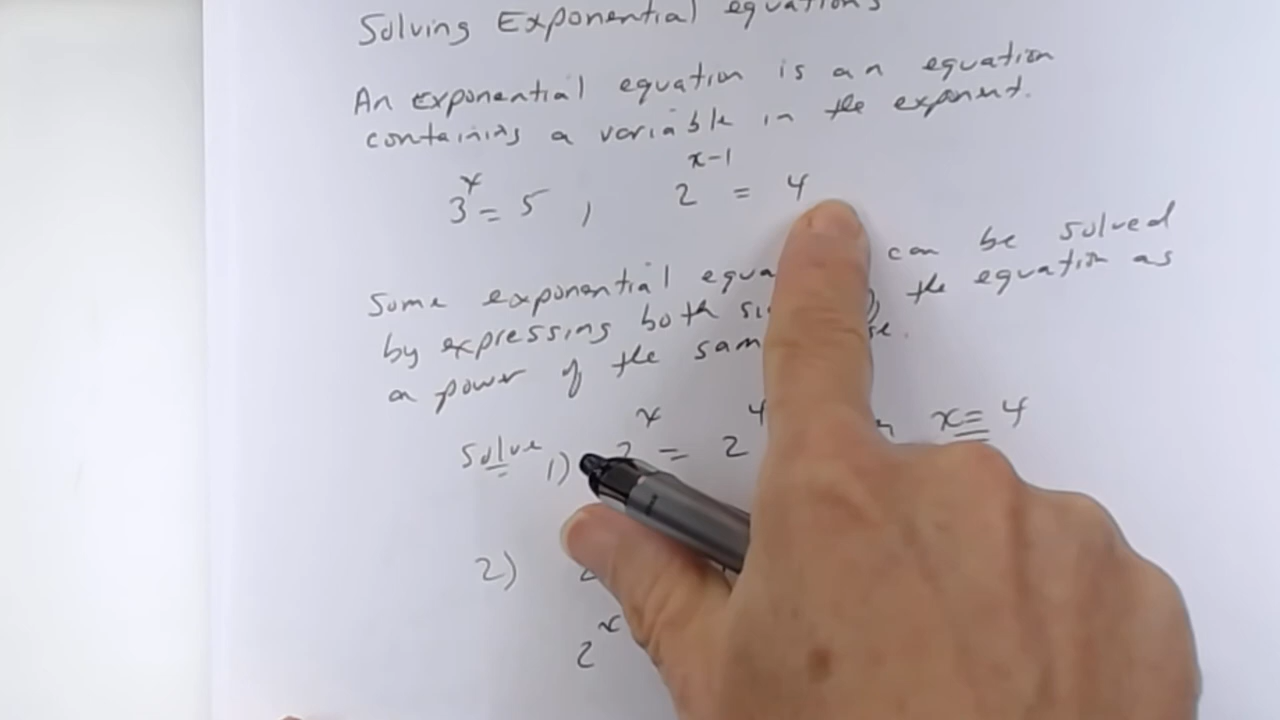 Solving Exponential equations
An exponential equation is an equation
containing a variable in the exponent.
3^x = 5 , 2^(x-1) = 4
Some exponential equa can be solved
by expressing both si the equation as
a power of the sam se.
Solve 1) 2^x = 2^4 x = 4
2) 2
2^x